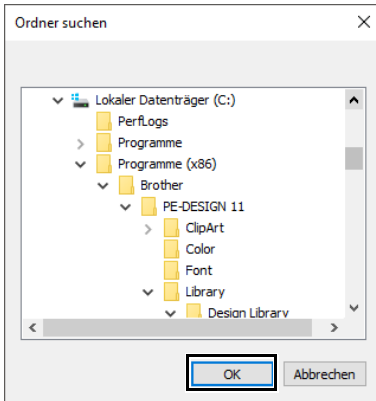 Ordner suchen
Lokaler Datenträger (C:)
PerfLogs
Programme
Programme (x86)
Brother
PE-DESIGN 11
ClipArt
Color
Font
Library
Design Library
OK
Abbrechen